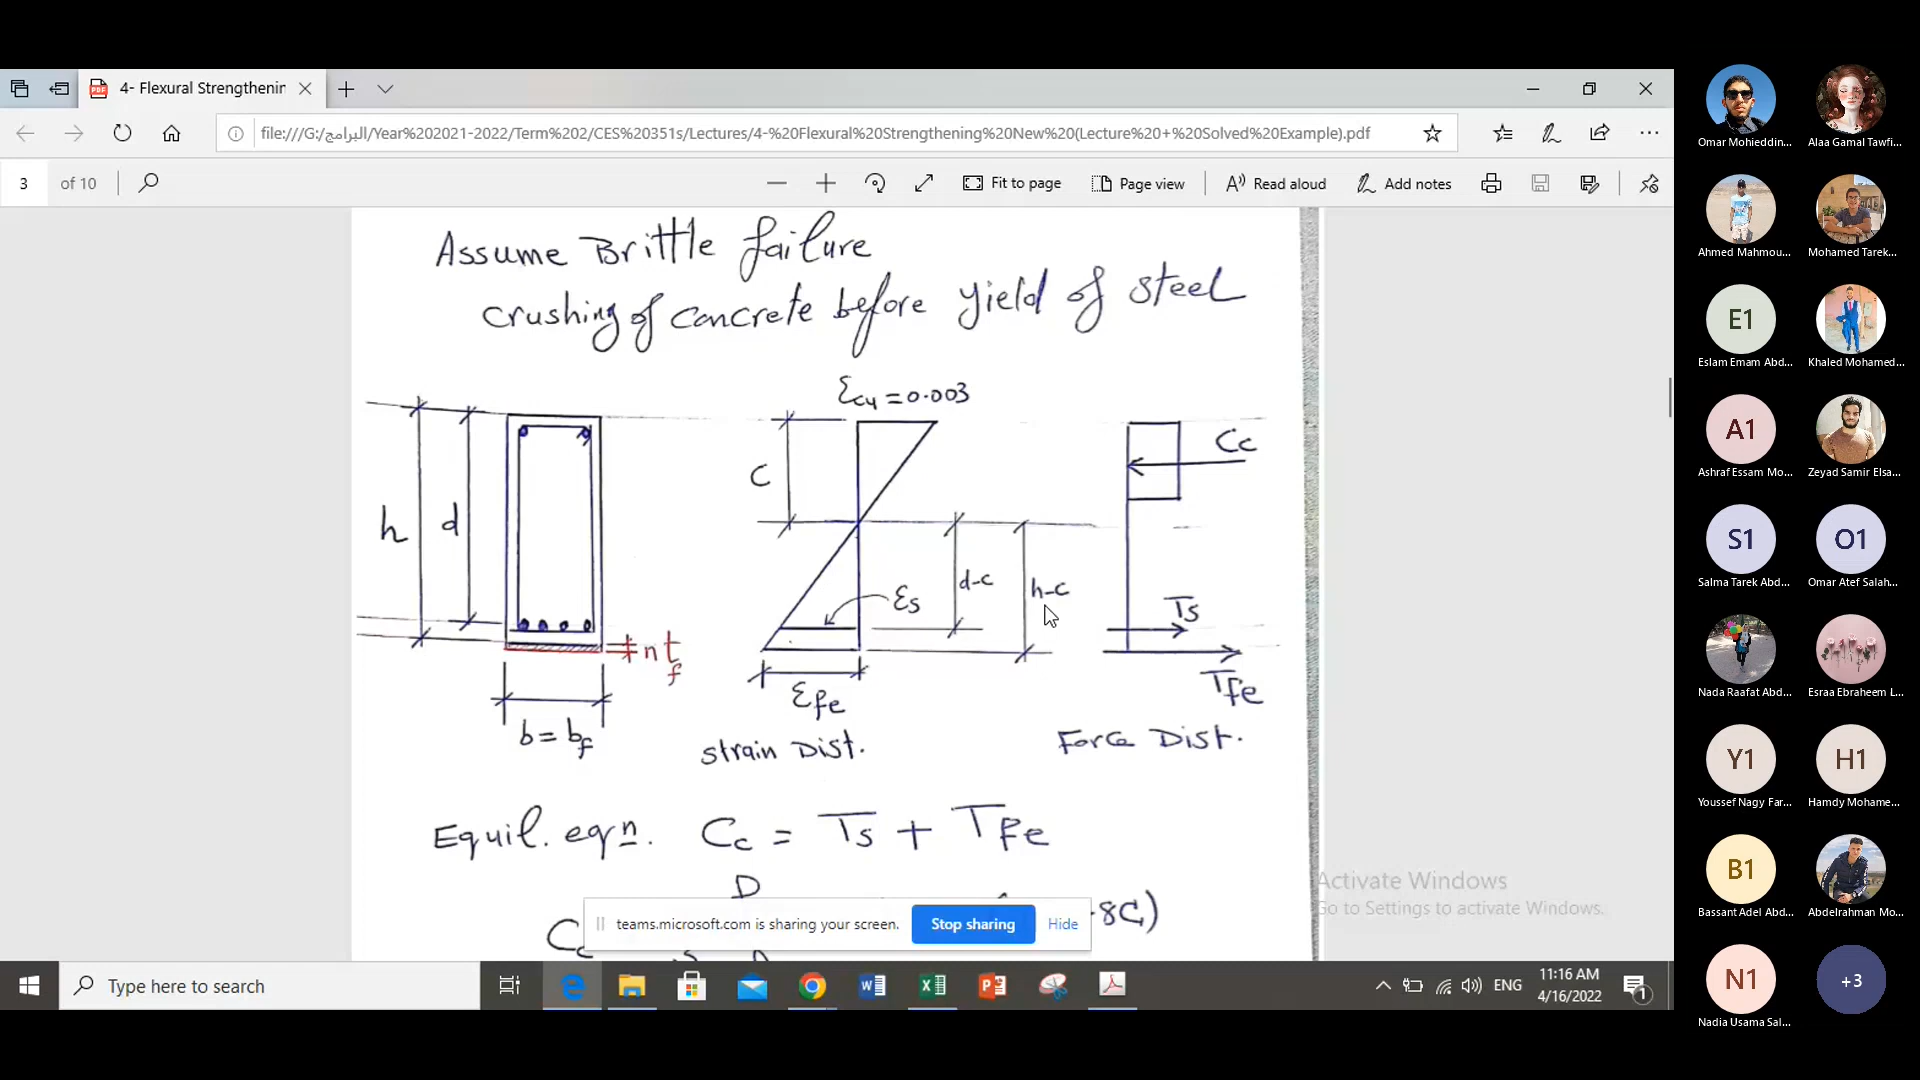 4- Flexural Strengthenin
file:///G:/البرامج/Year%202021-2022/Term%202/CES%20351s/Lectures/4-%20Flexural%20Strengthening%20New%20(Lecture%20+%20Solved%20Example).pdf
3 of 10
Fit to page
Page view
Read aloud
Add notes
Assume Brittle failure
crushing of concrete before yield of steel
εcu = 0.003
h
d
c
d-c
h-c
εs
Cc
Ts
n tf
εfe
Tfe
b = bf
strain Dist.
Force Dist.
Equil. eqn. Cc = Ts + Tfe
teams.microsoft.com is sharing your screen.
Stop sharing
Hide
Activate Windows
Go to Settings to activate Windows.
Type here to search
ENG
11:16 AM
4/16/2022
1
Omar Mohieddin...
Alaa Gamal Tawfi...
Ahmed Mahmou...
Mohamed Tarek...
E1
Eslam Emam Abd...
Khaled Mohamed...
A1
Ashraf Essam Mo...
Zeyad Samir Elsa...
S1
O1
Salma Tarek Abd...
Omar Atef Salah...
Nada Raafat Abd...
Esraa Ebraheem L...
Y1
H1
Youssef Nagy Far...
Hamdy Mohame...
B1
Bassant Adel Abd...
Abdelrahman Mo...
N1
+3
Nadia Usama Sal...